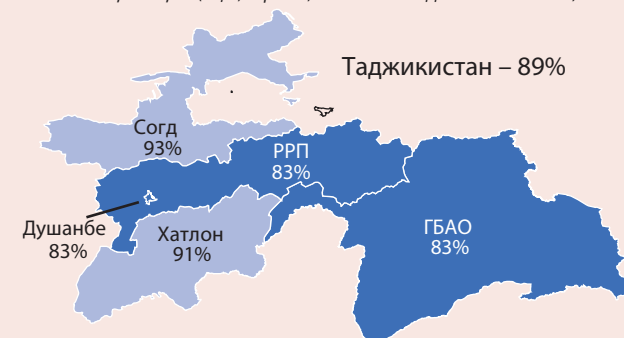 Таджикистан – 89%
Согд
93%
РРП
83%
Душанбе
83%
Хатлон
91%
ГБАО
83%